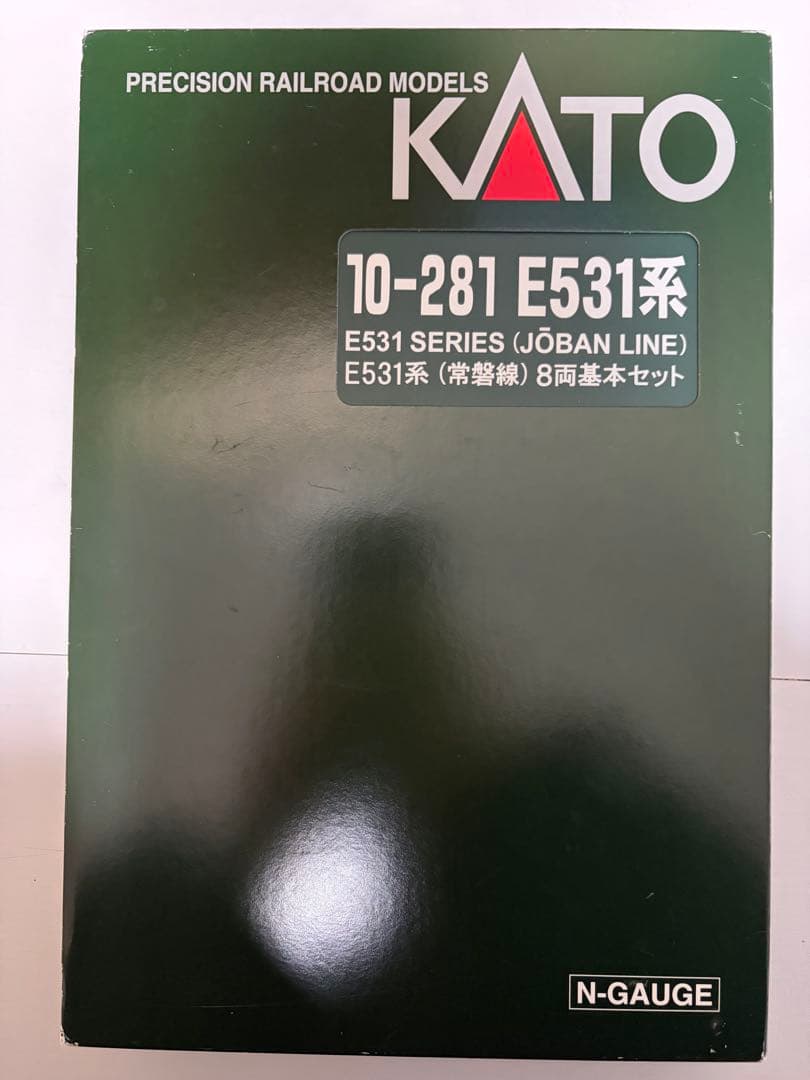 PRECISION RAILROAD MODELS
KATO
10-281 E531系
E531 SERIES (JŌBAN LINE)
E531系 (常磐線) 8両基本セット
N-GAUGE